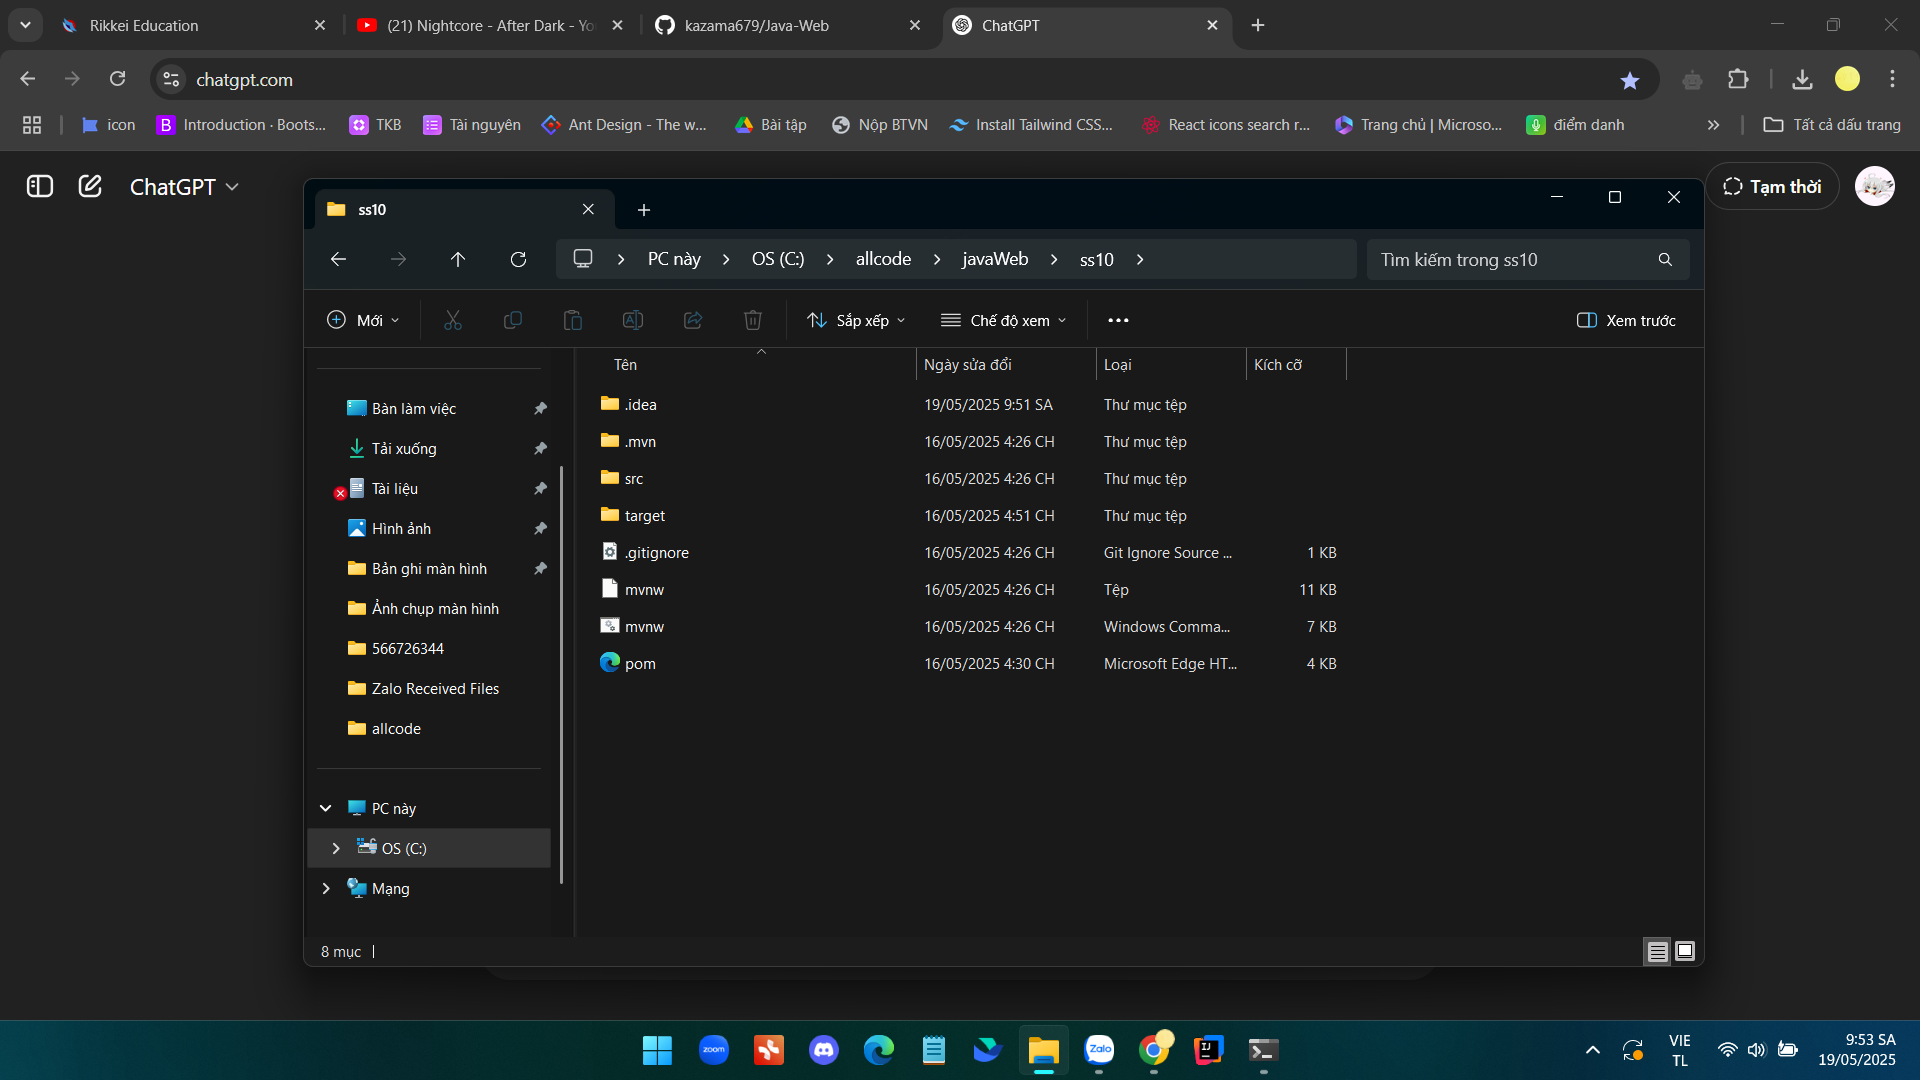 Rikkei Education
(21) Nightcore - After Dark - Yo
kazama679/Java-Web
ChatGPT
chatgpt.com
icon
B Introduction · Boots...
TKB
Tài nguyên
Ant Design - The w...
Bài tập
Nộp BTVN
Install Tailwind CSS...
React icons search r...
Trang chủ | Microso...
điểm danh
Tất cả dấu trang
ChatGPT
Tạm thời
ss10
PC này
OS (C:)
allcode
javaWeb
ss10
Tìm kiếm trong ss10
Mới
Sắp xếp
Chế độ xem
Xem trước
Tên
Ngày sửa đổi
Loại
Kích cỡ
.idea 19/05/2025 9:51 SA Thư mục tệp
.mvn 16/05/2025 4:26 CH Thư mục tệp
src 16/05/2025 4:26 CH Thư mục tệp
target 16/05/2025 4:51 CH Thư mục tệp
.gitignore 16/05/2025 4:26 CH Git Ignore Source ... 1 KB
mvnw 16/05/2025 4:26 CH Tệp 11 KB
mvnw 16/05/2025 4:26 CH Windows Comma... 7 KB
pom 16/05/2025 4:30 CH Microsoft Edge HT... 4 KB
Bàn làm việc
Tải xuống
Tài liệu
Hình ảnh
Bản ghi màn hình
Ảnh chụp màn hình
566726344
Zalo Received Files
allcode
PC này
OS (C:)
Mạng
8 mục
zoom
Zalo
IJ
VIE
TL
9:53 SA
19/05/2025